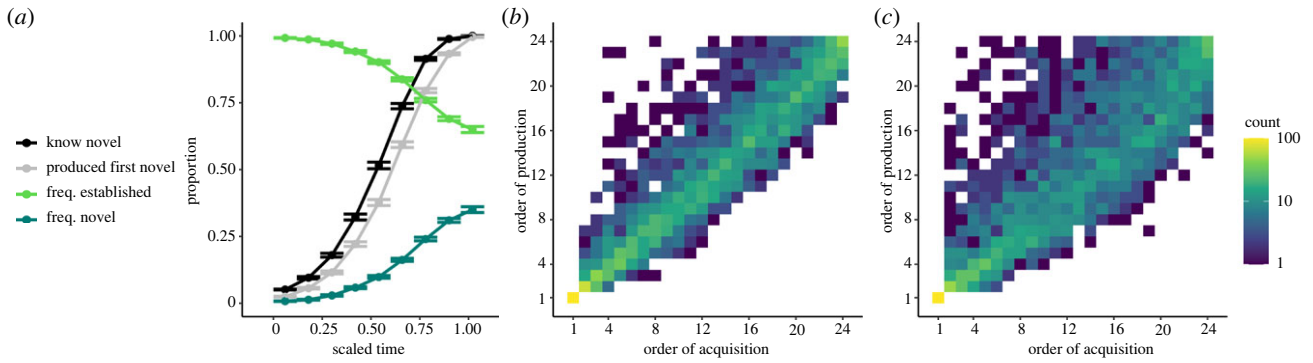 (a)
(b)
(c)
know novel
produced first novel
freq. established
freq. novel
proportion
1.00
0.75
0.50
0.25
0
0 0.25 0.50 0.75 1.00
scaled time
order of production
24
20
16
12
8
4
1
1 4 8 12 16 20 24
order of acquisition
order of production
24
20
16
12
8
4
1
1 4 8 12 16 20 24
order of acquisition
count
100
10
1